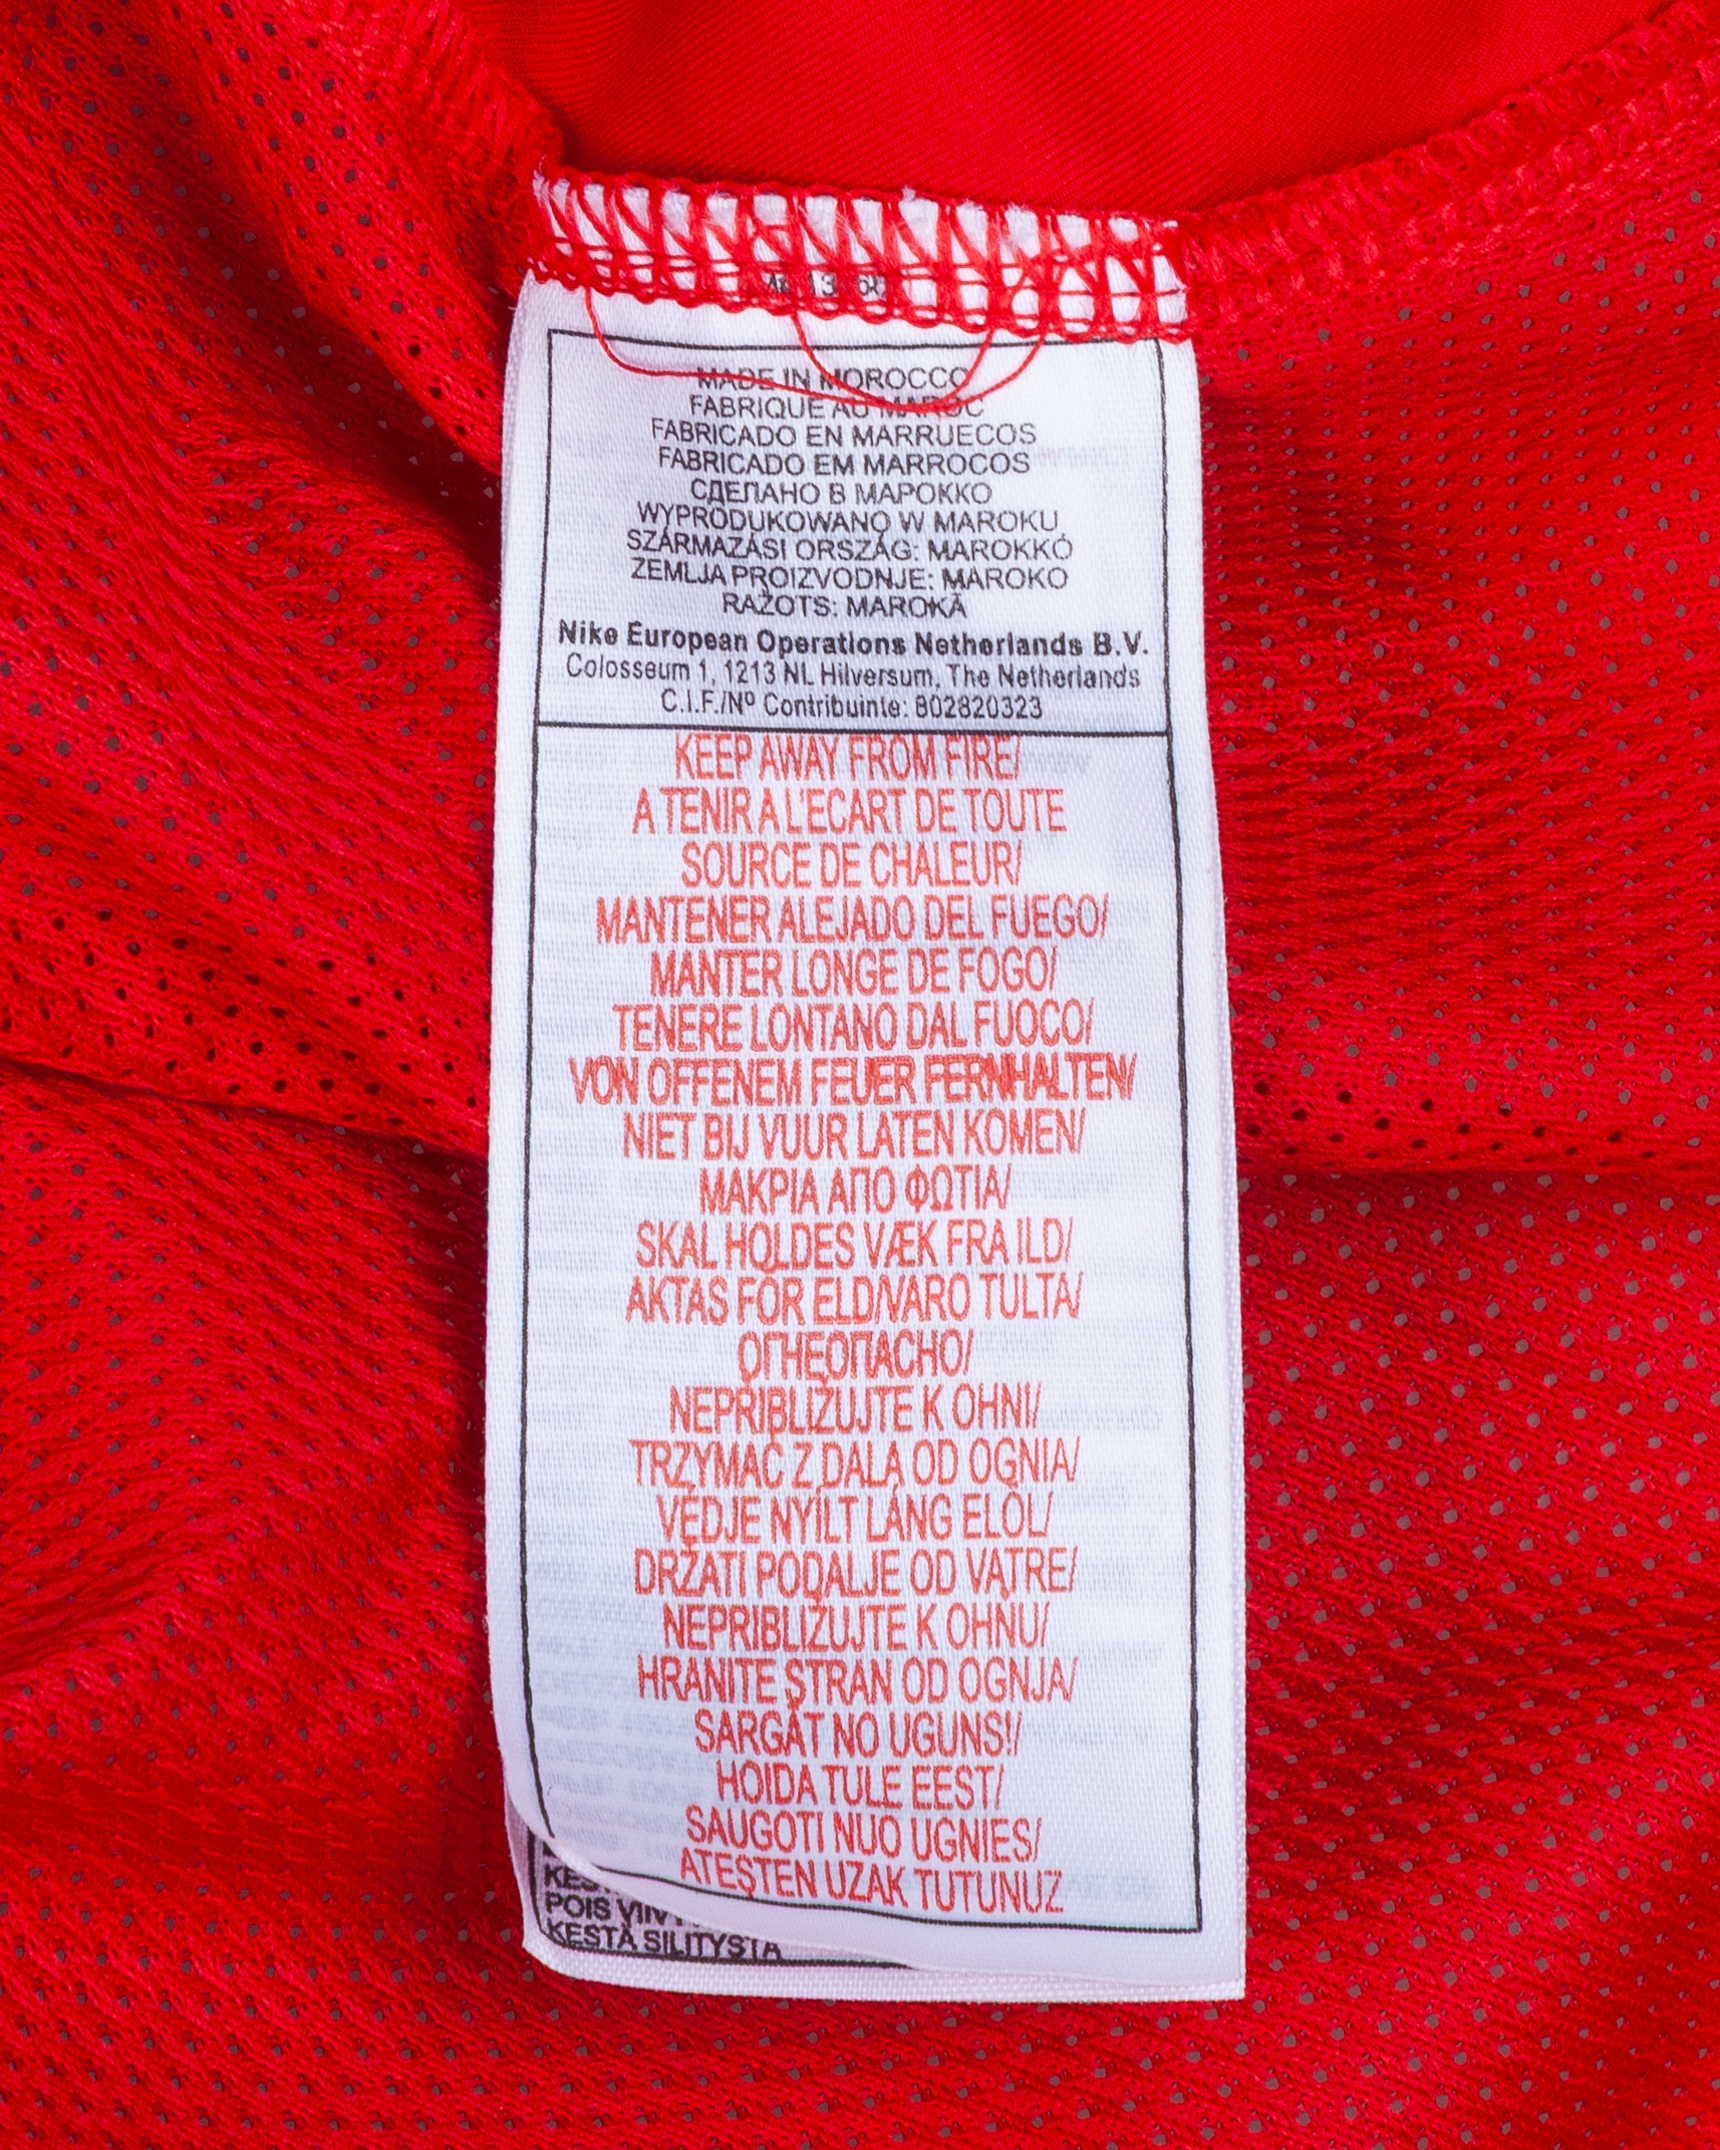 MADE IN MOROCCO
FABRIQUE AU MAROC
FABRICADO EN MARRUECOS
FABRICADO EM MARROCOS
СДЕЛАНО В МАРОККО
WYPRODUKOWANO W MAROKU
SZÁRMAZÁSI ORSZÁG: MAROKKÓ
ZEMLJA PROIZVODNJE: MAROKO
RAŽOTS: MAROKĀ
Nike European Operations Netherlands B.V.
Colosseum 1, 1213 NL Hilversum, The Netherlands
C.I.F./Nº Contribuinte: 802820323
KEEP AWAY FROM FIRE/
A TENIR A L'ECART DE TOUTE
SOURCE DE CHALEUR/
MANTENER ALEJADO DEL FUEGO/
MANTER LONGE DE FOGO/
TENERE LONTANO DAL FUOCO/
VON OFFENEM FEUER FERNHALTEN/
NIET BIJ VUUR LATEN KOMEN/
ΜΑΚΡΙΑ ΑΠΟ ΦΩΤΙΑ/
SKAL HOLDES VÆK FRA ILD/
AKTAS FÖR ELD/VARO TULTA/
ОГНЕОПАСНО/
NEPŘIBLIŽUJTE K OHNI/
TRZYMAĆ Z DALA OD OGNIA/
VÉDJE NYÍLT LÁNG ELŐL/
DRŽATI PODALJE OD VATRE/
NEPRIBLIŽUJTE K OHŇU/
HRANITE STRAN OD OGNJA/
SARGĀT NO UGUNS!/
HOIDA TULE EEST/
SAUGOTI NUO UGNIES/
ATEŞTEN UZAK TUTUNUZ
POIS
KESTÄ SILITYSTÄ